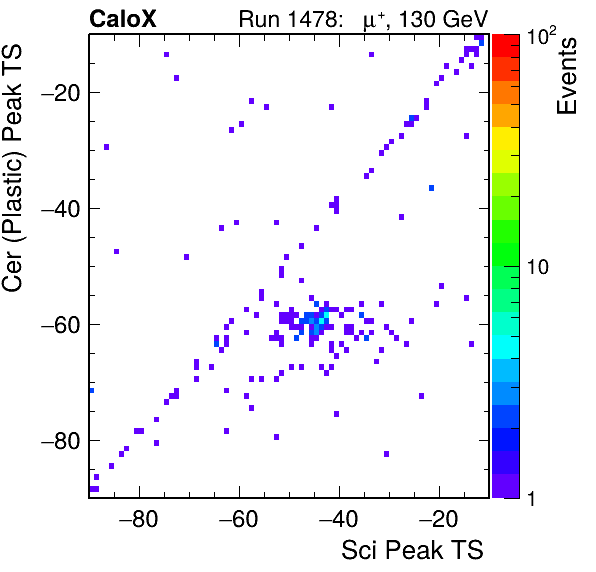 CaloX Run 1478: μ⁺, 130 GeV
Cer (Plastic) Peak TS
−20
−40
−60
−80
−80 −60 −40 −20
Sci Peak TS
10²
10
1
Events